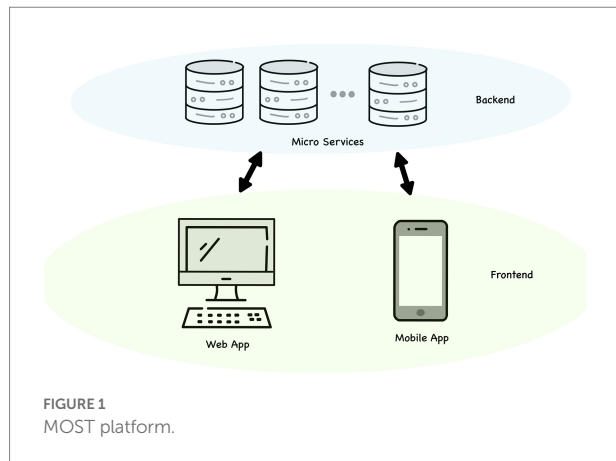 Backend
Micro Services
Frontend
Web App
Mobile App
FIGURE 1
MOST platform.